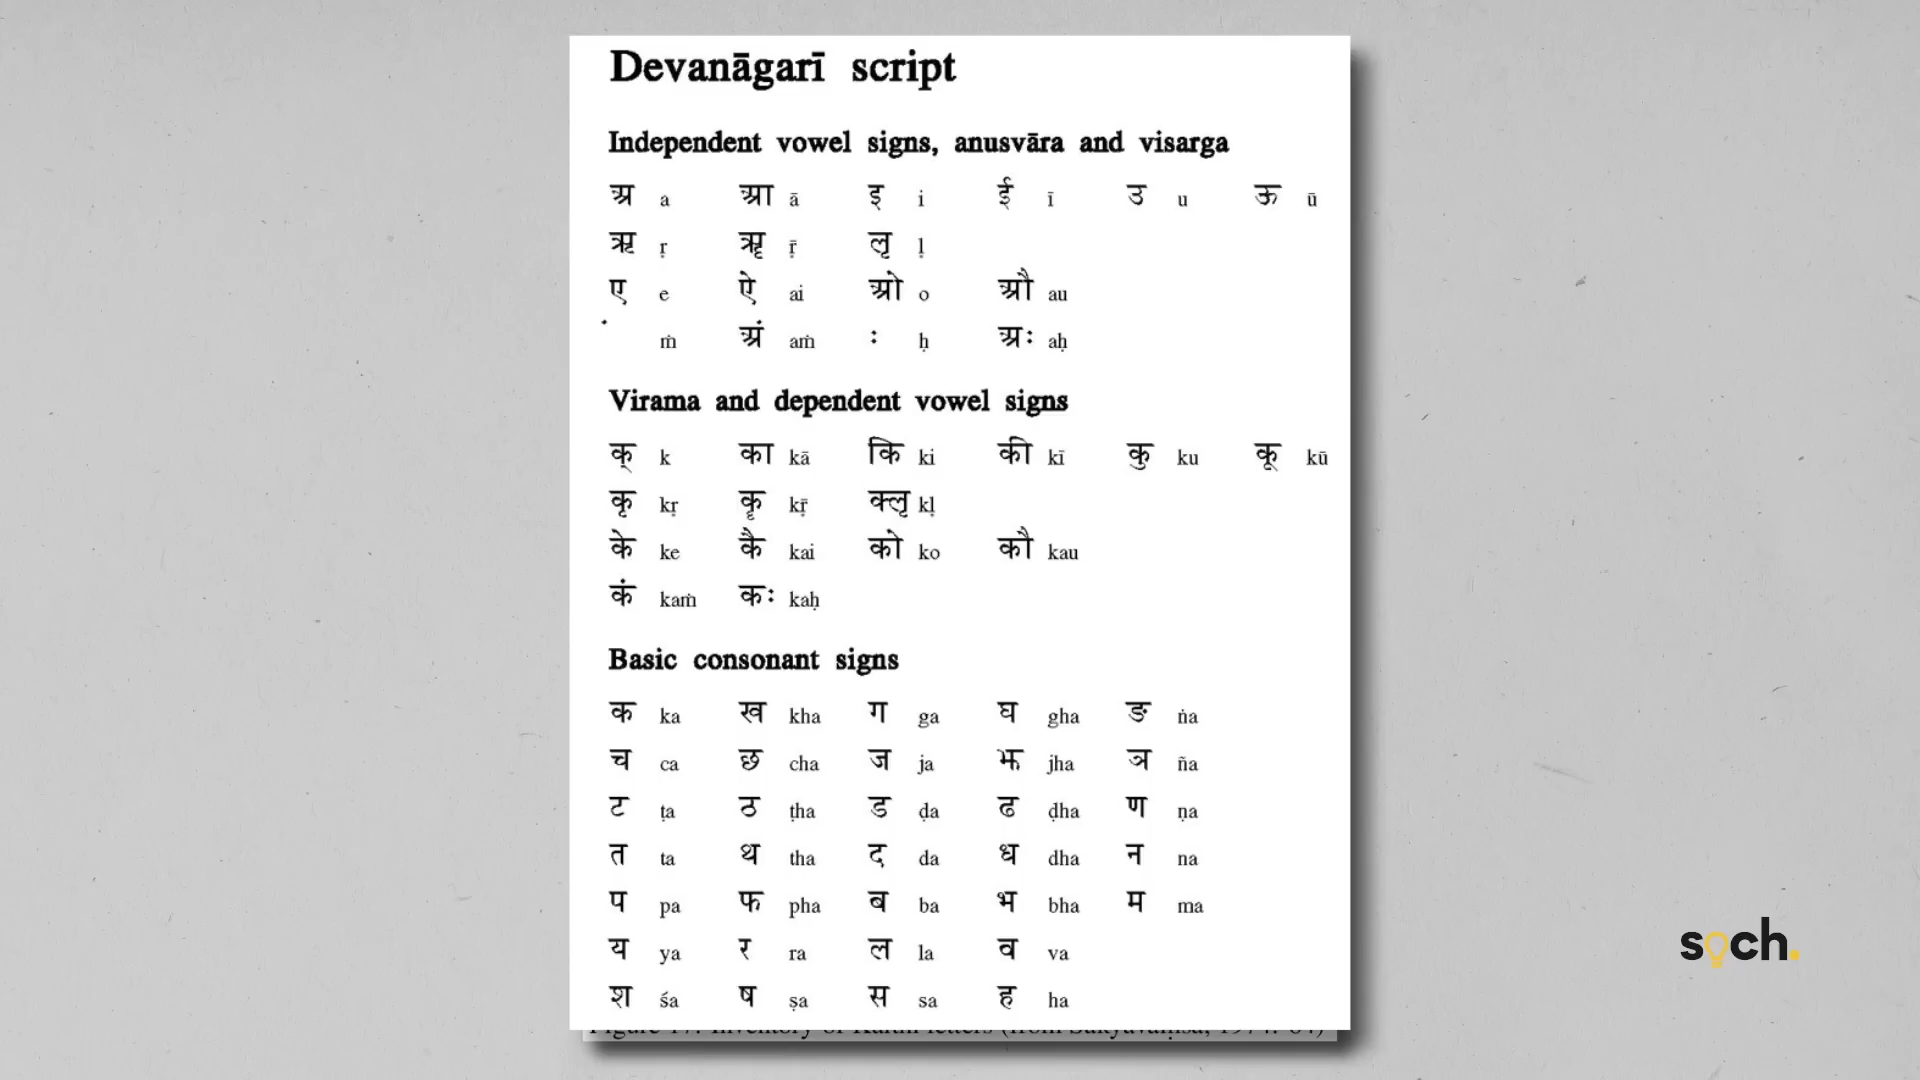 Devanāgarī script
Independent vowel signs, anusvāra and visarga
अ a आ ā इ i ई ī उ u ऊ ū
ऋ ṛ ॠ ṝ ऌ ḷ
ए e ऐ ai ओ o औ au
ं ṁ अं aṁ ः ḥ अः aḥ
Virama and dependent vowel signs
क् k का kā कि ki की kī कु ku कू kū
कृ kṛ कॄ kṝ क्ऌ kḷ
के ke कै kai को ko कौ kau
कं kaṁ कः kaḥ
Basic consonant signs
क ka ख kha ग ga घ gha ङ ṅa
च ca छ cha ज ja झ jha ञ ña
ट ṭa ठ ṭha ड ḍa ढ ḍha ण ṇa
त ta थ tha द da ध dha न na
प pa फ pha ब ba भ bha म ma
य ya र ra ल la व va
श śa ष ṣa स sa ह ha
soch.